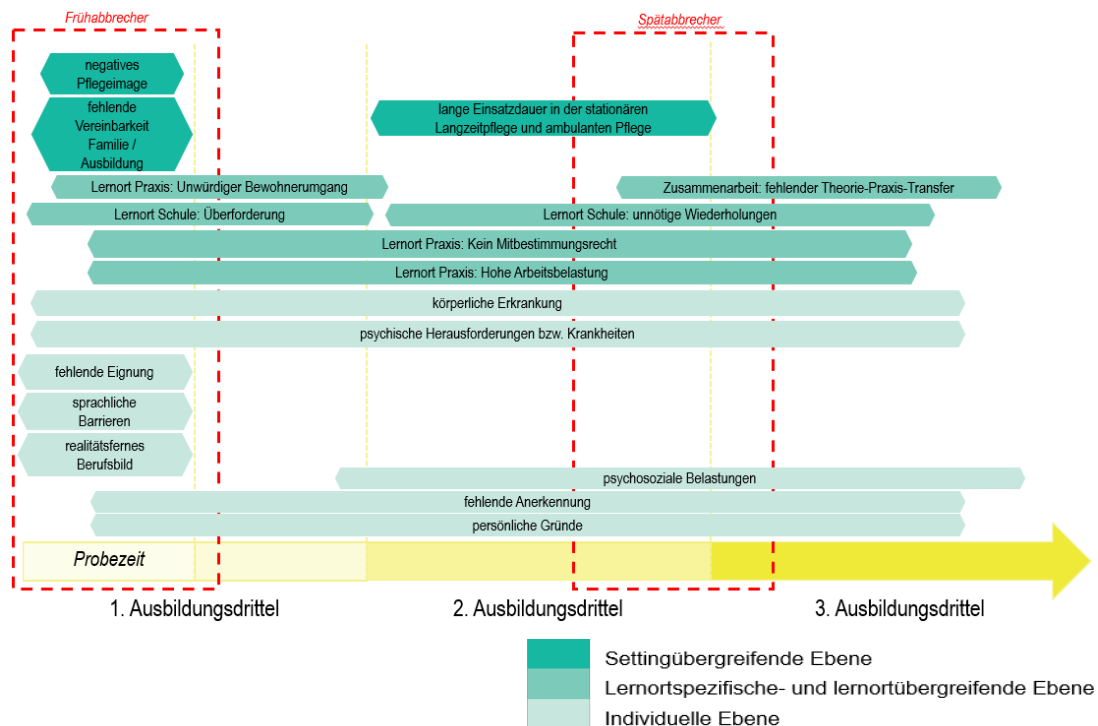 Frühabbrecher
Spätabbrecher
negatives
Pflegeimage
fehlende
Vereinbarkeit
Familie /
Ausbildung
lange Einsatzdauer in der stationären
Langzeitpflege und ambulanten Pflege
Lernort Praxis: Unwürdiger Bewohnerumgang
Zusammenarbeit: fehlender Theorie-Praxis-Transfer
Lernort Schule: Überforderung
Lernort Schule: unnötige Wiederholungen
Lernort Praxis: Kein Mitbestimmungsrecht
Lernort Praxis: Hohe Arbeitsbelastung
körperliche Erkrankung
psychische Herausforderungen bzw. Krankheiten
fehlende Eignung
sprachliche
Barrieren
realitätsfernes
Berufsbild
psychosoziale Belastungen
fehlende Anerkennung
persönliche Gründe
Probezeit
1. Ausbildungsdrittel
2. Ausbildungsdrittel
3. Ausbildungsdrittel
Settingübergreifende Ebene
Lernortspezifische- und lernortübergreifende Ebene
Individuelle Ebene